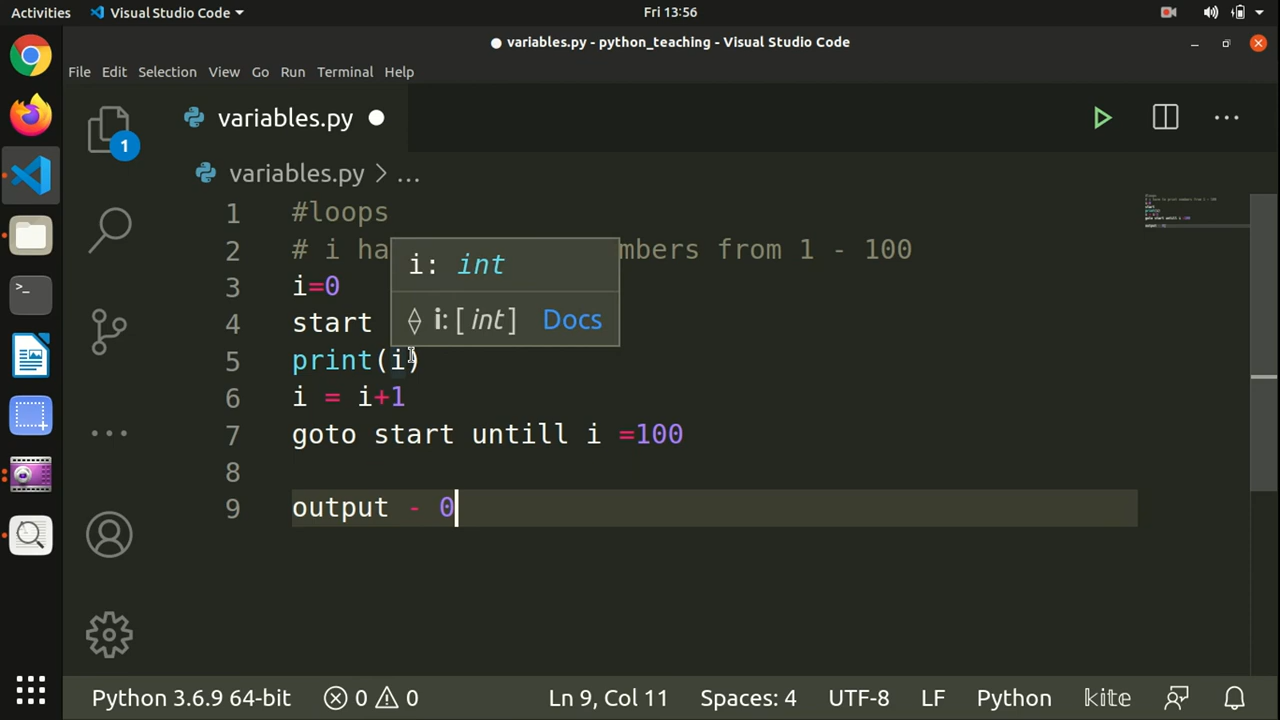 Activities Visual Studio Code Fri 13:56
variables.py - python_teaching - Visual Studio Code
File Edit Selection View Go Run Terminal Help
1 variables.py
variables.py > ...
1 #loops
2 # i ha mbers from 1 - 100
i: int
i: [ int ] Docs
3 i=0
4 start
5 print(i)
6 i = i+1
7 goto start untill i =100
8
9 output - 0
Python 3.6.9 64-bit 0 0 Ln 9, Col 11 Spaces: 4 UTF-8 LF Python kite